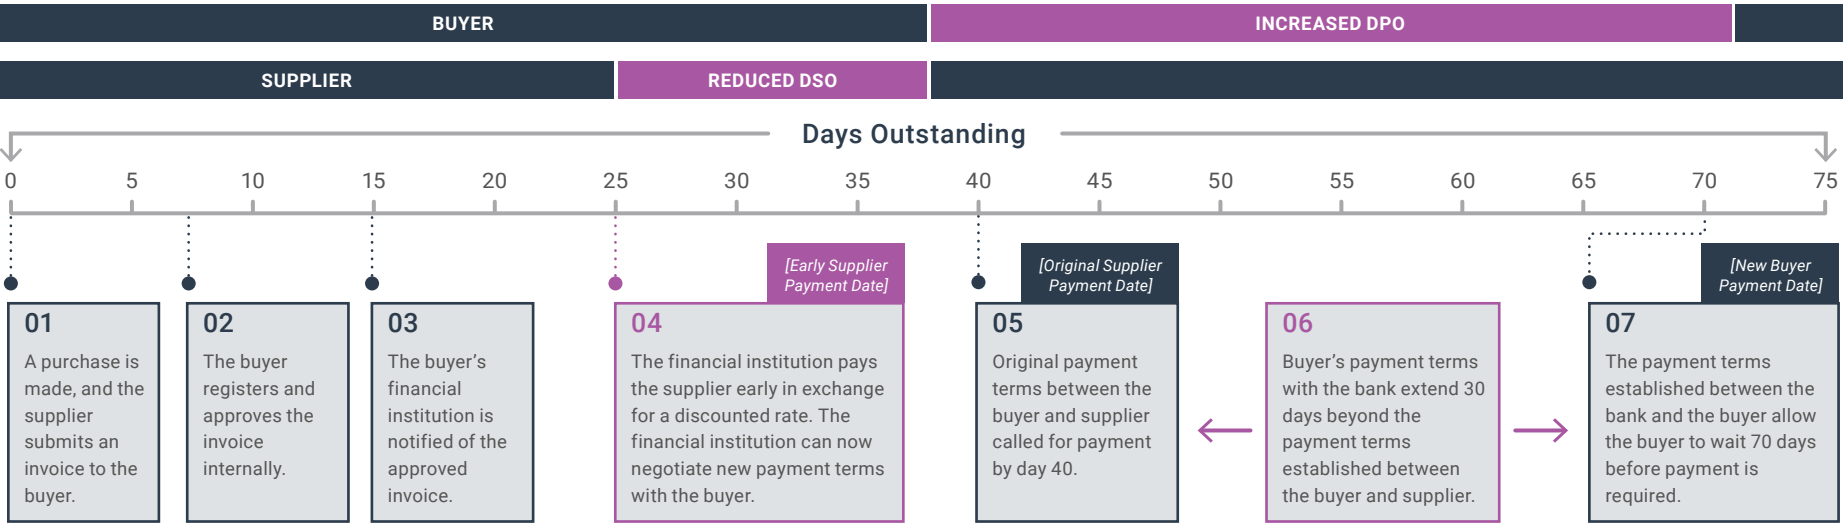 BUYER
INCREASED DPO
SUPPLIER
REDUCED DSO
Days Outstanding
0 5 10 15 20 25 30 35 40 45 50 55 60 65 70 75
01
A purchase is
made, and the
supplier
submits an
invoice to the
buyer.
02
The buyer
registers and
approves the
invoice
internally.
03
The buyer’s
financial
institution is
notified of the
approved
invoice.
[Early Supplier
Payment Date]
04
The financial institution pays
the supplier early in exchange
for a discounted rate. The
financial institution can now
negotiate new payment terms
with the buyer.
[Original Supplier
Payment Date]
05
Original payment
terms between the
buyer and supplier
called for payment
by day 40.
06
Buyer’s payment terms
with the bank extend 30
days beyond the
payment terms
established between
the buyer and supplier.
[New Buyer
Payment Date]
07
The payment terms
established between the
bank and the buyer allow
the buyer to wait 70 days
before payment is
required.